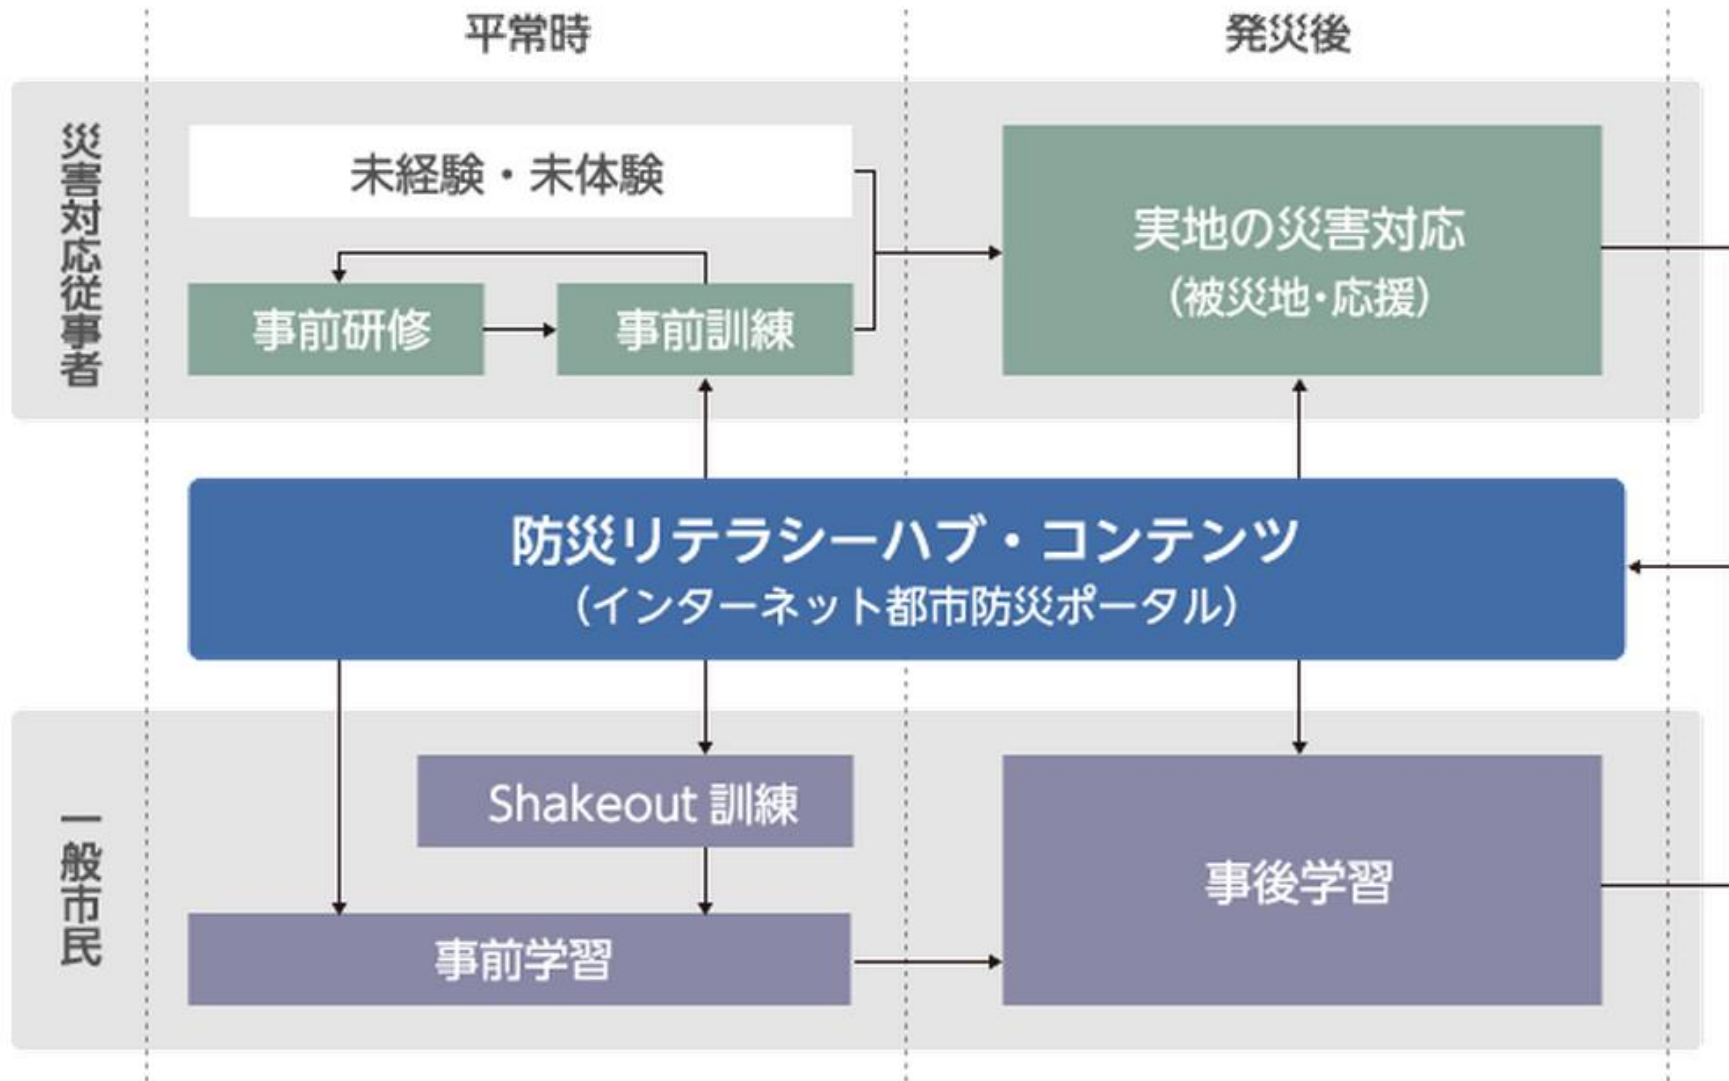 平常時
発災後
災害対応従事者
未経験・未体験
事前研修
事前訓練
実地の災害対応
(被災地・応援)
防災リテラシーハブ・コンテンツ
(インターネット都市防災ポータル)
一般市民
Shakeout 訓練
事前学習
事後学習